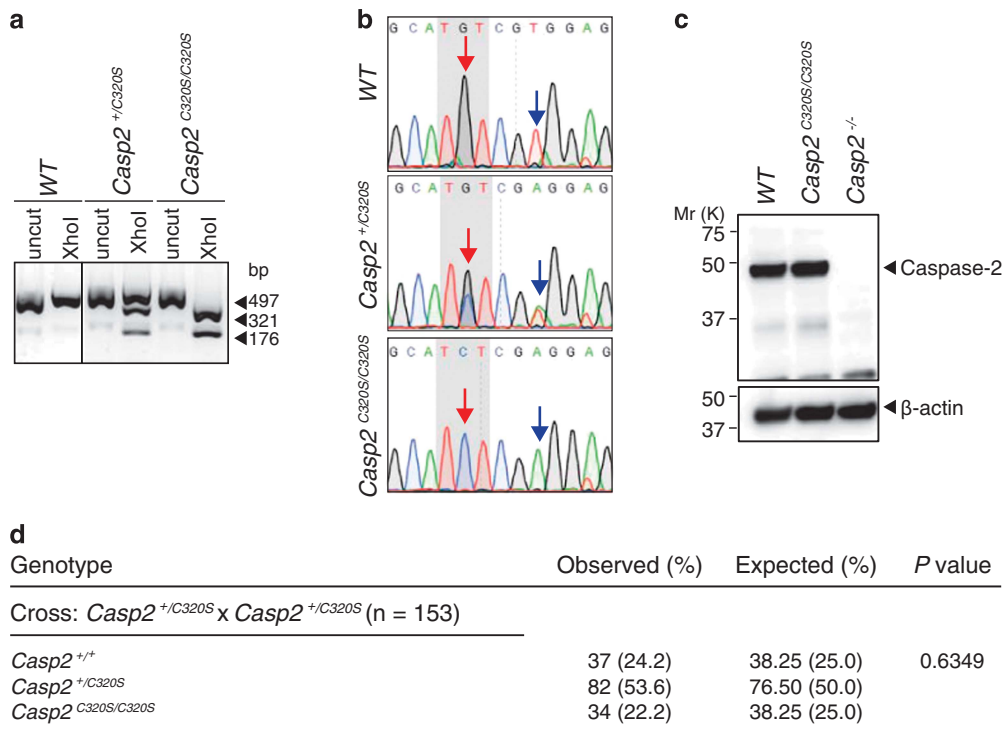 a
WT
Casp2 +/C320S
Casp2 C320S/C320S
uncut
XhoI
uncut
XhoI
uncut
XhoI
bp
497
321
176
b
WT
G C A T G T C G T G G A G
Casp2 +/C320S
G C A T G T C G A G G A G
Casp2 C320S/C320S
G C A T C T C G A G G A G
c
WT
Casp2 C320S/C320S
Casp2 -/-
Mr (K)
75
50
37
Caspase-2
50
37
β-actin
d
Genotype Observed (%) Expected (%) P value
Cross: Casp2 +/C320S x Casp2 +/C320S (n = 153)
Casp2 +/+ 37 (24.2) 38.25 (25.0) 0.6349
Casp2 +/C320S 82 (53.6) 76.50 (50.0)
Casp2 C320S/C320S 34 (22.2) 38.25 (25.0)